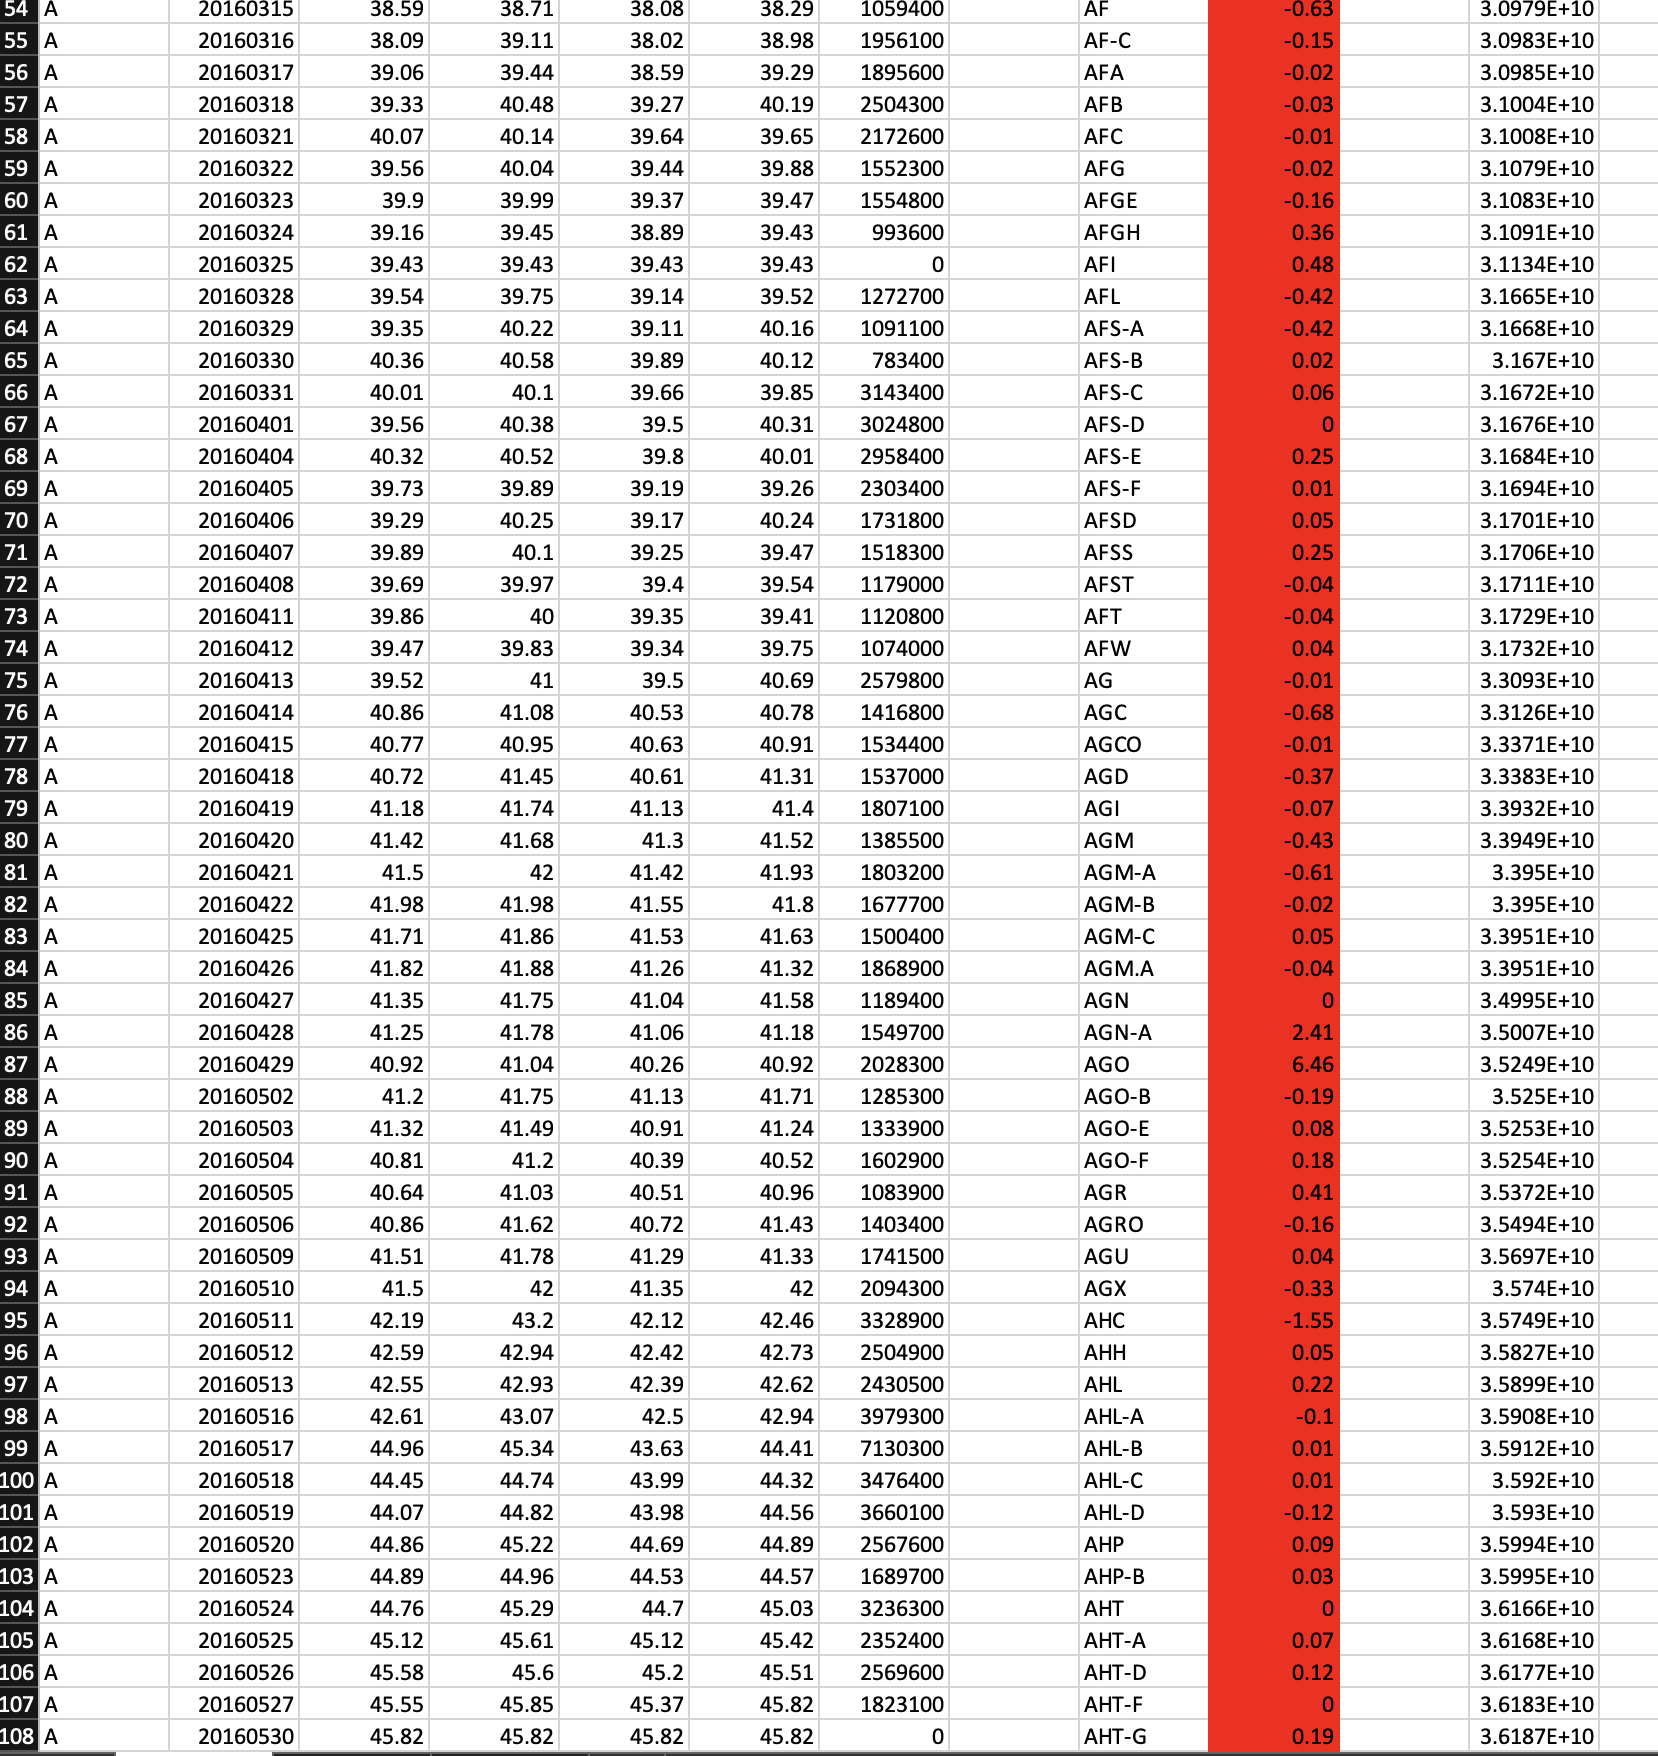 54 A 20160315 38.59 38.71 38.08 38.29 1059400 AF -0.63 3.0979E+10
55 A 20160316 38.09 39.11 38.02 38.98 1956100 AF-C -0.15 3.0983E+10
56 A 20160317 39.06 39.44 38.59 39.29 1895600 AFA -0.02 3.0985E+10
57 A 20160318 39.33 40.48 39.27 40.19 2504300 AFB -0.03 3.1004E+10
58 A 20160321 40.07 40.14 39.64 39.65 2172600 AFC -0.01 3.1008E+10
59 A 20160322 39.56 40.04 39.44 39.88 1552300 AFG -0.02 3.1079E+10
60 A 20160323 39.9 39.99 39.37 39.47 1554800 AFGE -0.16 3.1083E+10
61 A 20160324 39.16 39.45 38.89 39.43 993600 AFGH 0.36 3.1091E+10
62 A 20160325 39.43 39.43 39.43 39.43 0 AFI 0.48 3.1134E+10
63 A 20160328 39.54 39.75 39.14 39.52 1272700 AFL -0.42 3.1665E+10
64 A 20160329 39.35 40.22 39.11 40.16 1091100 AFS-A -0.42 3.1668E+10
65 A 20160330 40.36 40.58 39.89 40.12 783400 AFS-B 0.02 3.167E+10
66 A 20160331 40.01 40.1 39.66 39.85 3143400 AFS-C 0.06 3.1672E+10
67 A 20160401 39.56 40.38 39.5 40.31 3024800 AFS-D 0 3.1676E+10
68 A 20160404 40.32 40.52 39.8 40.01 2958400 AFS-E 0.25 3.1684E+10
69 A 20160405 39.73 39.89 39.19 39.26 2303400 AFS-F 0.01 3.1694E+10
70 A 20160406 39.29 40.25 39.17 40.24 1731800 AFSD 0.05 3.1701E+10
71 A 20160407 39.89 40.1 39.25 39.47 1518300 AFSS 0.25 3.1706E+10
72 A 20160408 39.69 39.97 39.4 39.54 1179000 AFST -0.04 3.1711E+10
73 A 20160411 39.86 40 39.35 39.41 1120800 AFT -0.04 3.1729E+10
74 A 20160412 39.47 39.83 39.34 39.75 1074000 AFW 0.04 3.1732E+10
75 A 20160413 39.52 41 39.5 40.69 2579800 AG -0.01 3.3093E+10
76 A 20160414 40.86 41.08 40.53 40.78 1416800 AGC -0.68 3.3126E+10
77 A 20160415 40.77 40.95 40.63 40.91 1534400 AGCO -0.01 3.3371E+10
78 A 20160418 40.72 41.45 40.61 41.31 1537000 AGD -0.37 3.3383E+10
79 A 20160419 41.18 41.74 41.13 41.4 1807100 AGI -0.07 3.3932E+10
80 A 20160420 41.42 41.68 41.3 41.52 1385500 AGM -0.43 3.3949E+10
81 A 20160421 41.5 42 41.42 41.93 1803200 AGM-A -0.61 3.395E+10
82 A 20160422 41.98 41.98 41.55 41.8 1677700 AGM-B -0.02 3.395E+10
83 A 20160425 41.71 41.86 41.53 41.63 1500400 AGM-C 0.05 3.3951E+10
84 A 20160426 41.82 41.88 41.26 41.32 1868900 AGM.A -0.04 3.3951E+10
85 A 20160427 41.35 41.75 41.04 41.58 1189400 AGN 0 3.4995E+10
86 A 20160428 41.25 41.78 41.06 41.18 1549700 AGN-A 2.41 3.5007E+10
87 A 20160429 40.92 41.04 40.26 40.92 2028300 AGO 6.46 3.5249E+10
88 A 20160502 41.2 41.75 41.13 41.71 1285300 AGO-B -0.19 3.525E+10
89 A 20160503 41.32 41.49 40.91 41.24 1333900 AGO-E 0.08 3.5253E+10
90 A 20160504 40.81 41.2 40.39 40.52 1602900 AGO-F 0.18 3.5254E+10
91 A 20160505 40.64 41.03 40.51 40.96 1083900 AGR 0.41 3.5372E+10
92 A 20160506 40.86 41.62 40.72 41.43 1403400 AGRO -0.16 3.5494E+10
93 A 20160509 41.51 41.78 41.29 41.33 1741500 AGU 0.04 3.5697E+10
94 A 20160510 41.5 42 41.35 42 2094300 AGX -0.33 3.574E+10
95 A 20160511 42.19 43.2 42.12 42.46 3328900 AHC -1.55 3.5749E+10
96 A 20160512 42.59 42.94 42.42 42.73 2504900 AHH 0.05 3.5827E+10
97 A 20160513 42.55 42.93 42.39 42.62 2430500 AHL 0.22 3.5899E+10
98 A 20160516 42.61 43.07 42.5 42.94 3979300 AHL-A -0.1 3.5908E+10
99 A 20160517 44.96 45.34 43.63 44.41 7130300 AHL-B 0.01 3.5912E+10
100 A 20160518 44.45 44.74 43.99 44.32 3476400 AHL-C 0.01 3.592E+10
101 A 20160519 44.07 44.82 43.98 44.56 3660100 AHL-D -0.12 3.593E+10
102 A 20160520 44.86 45.22 44.69 44.89 2567600 AHP 0.09 3.5994E+10
103 A 20160523 44.89 44.96 44.53 44.57 1689700 AHP-B 0.03 3.5995E+10
104 A 20160524 44.76 45.29 44.7 45.03 3236300 AHT 0 3.6166E+10
105 A 20160525 45.12 45.61 45.12 45.42 2352400 AHT-A 0.07 3.6168E+10
106 A 20160526 45.58 45.6 45.2 45.51 2569600 AHT-D 0.12 3.6177E+10
107 A 20160527 45.55 45.85 45.37 45.82 1823100 AHT-F 0 3.6183E+10
108 A 20160530 45.82 45.82 45.82 45.82 0 AHT-G 0.19 3.6187E+10